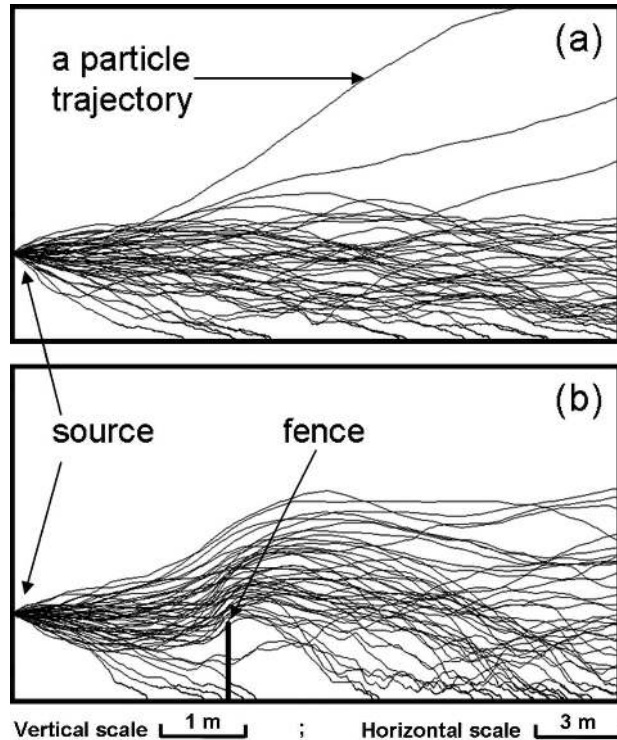 (a)
a particle
trajectory
(b)
source
fence
Vertical scale 1 m ; Horizontal scale 3 m